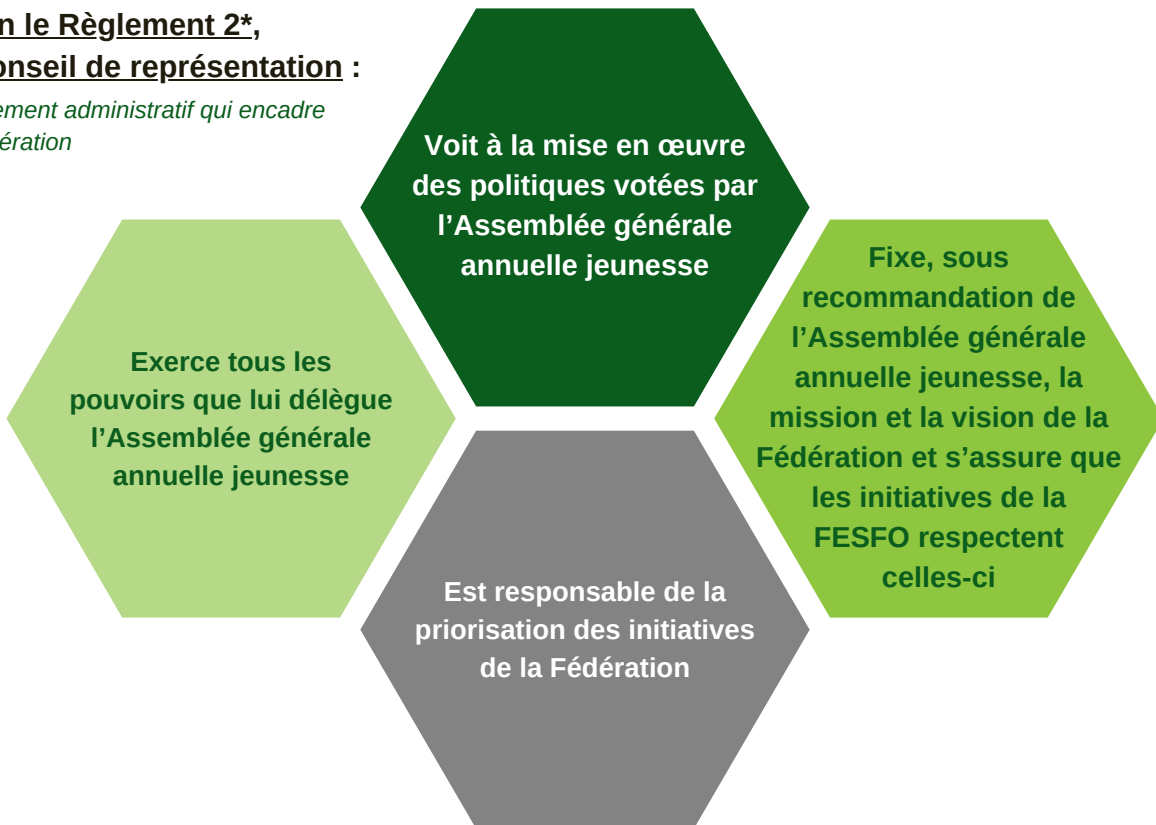 n le Règlement 2*,
onseil de représentation :
ement administratif qui encadre
ération
Voit à la mise en œuvre
des politiques votées par
l’Assemblée générale
annuelle jeunesse
Exerce tous les
pouvoirs que lui délègue
l’Assemblée générale
annuelle jeunesse
Fixe, sous
recommandation de
l’Assemblée générale
annuelle jeunesse, la
mission et la vision de la
Fédération et s’assure que
les initiatives de la
FESFO respectent
celles-ci
Est responsable de la
priorisation des initiatives
de la Fédération